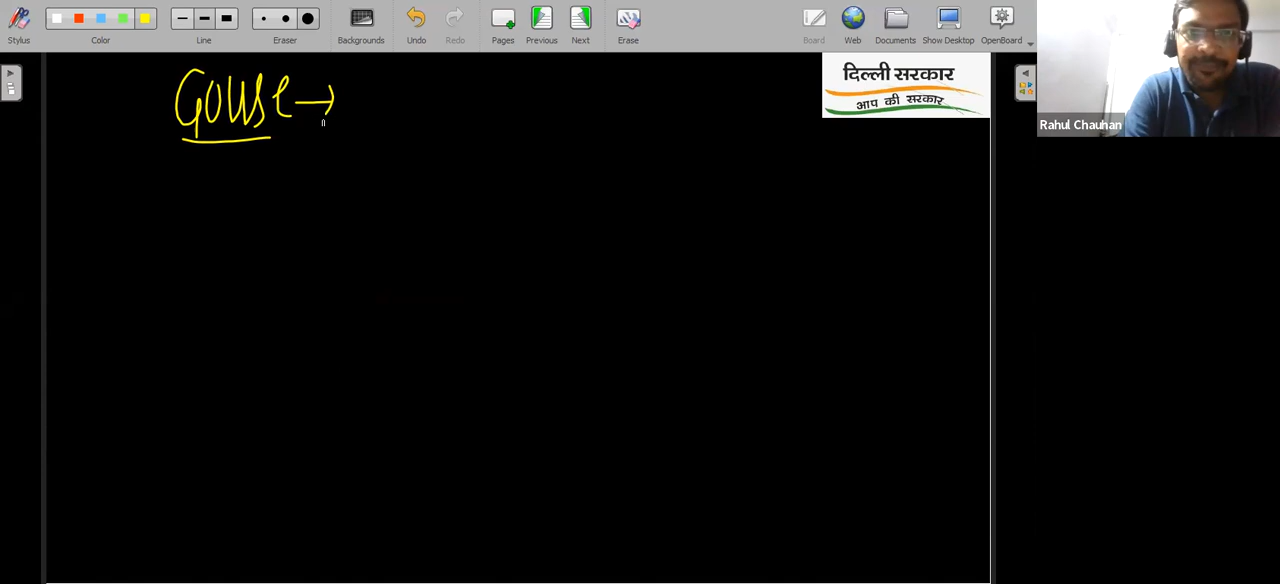 Stylus Color Line Eraser Backgrounds Undo Redo Pages Previous Next Erase Board Web Documents Show Desktop OpenBoard
दिल्ली सरकार
आप की सरकार
Rahul Chauhan